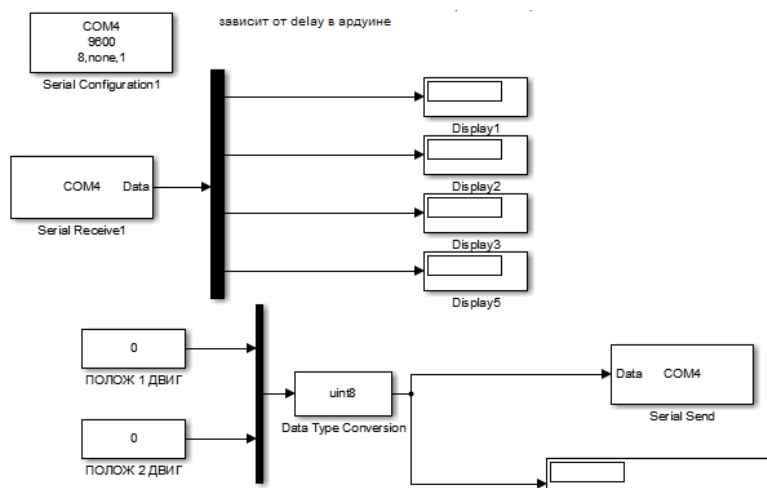 зависит от delay в ардуине
COM4
9600
8,none,1
Serial Configuration1
Display1
Display2
COM4 Data
Serial Receive1
Display3
Display5
0
ПОЛОЖ 1 ДВИГ
uint8
Data Type Conversion
Data COM4
Serial Send
0
ПОЛОЖ 2 ДВИГ